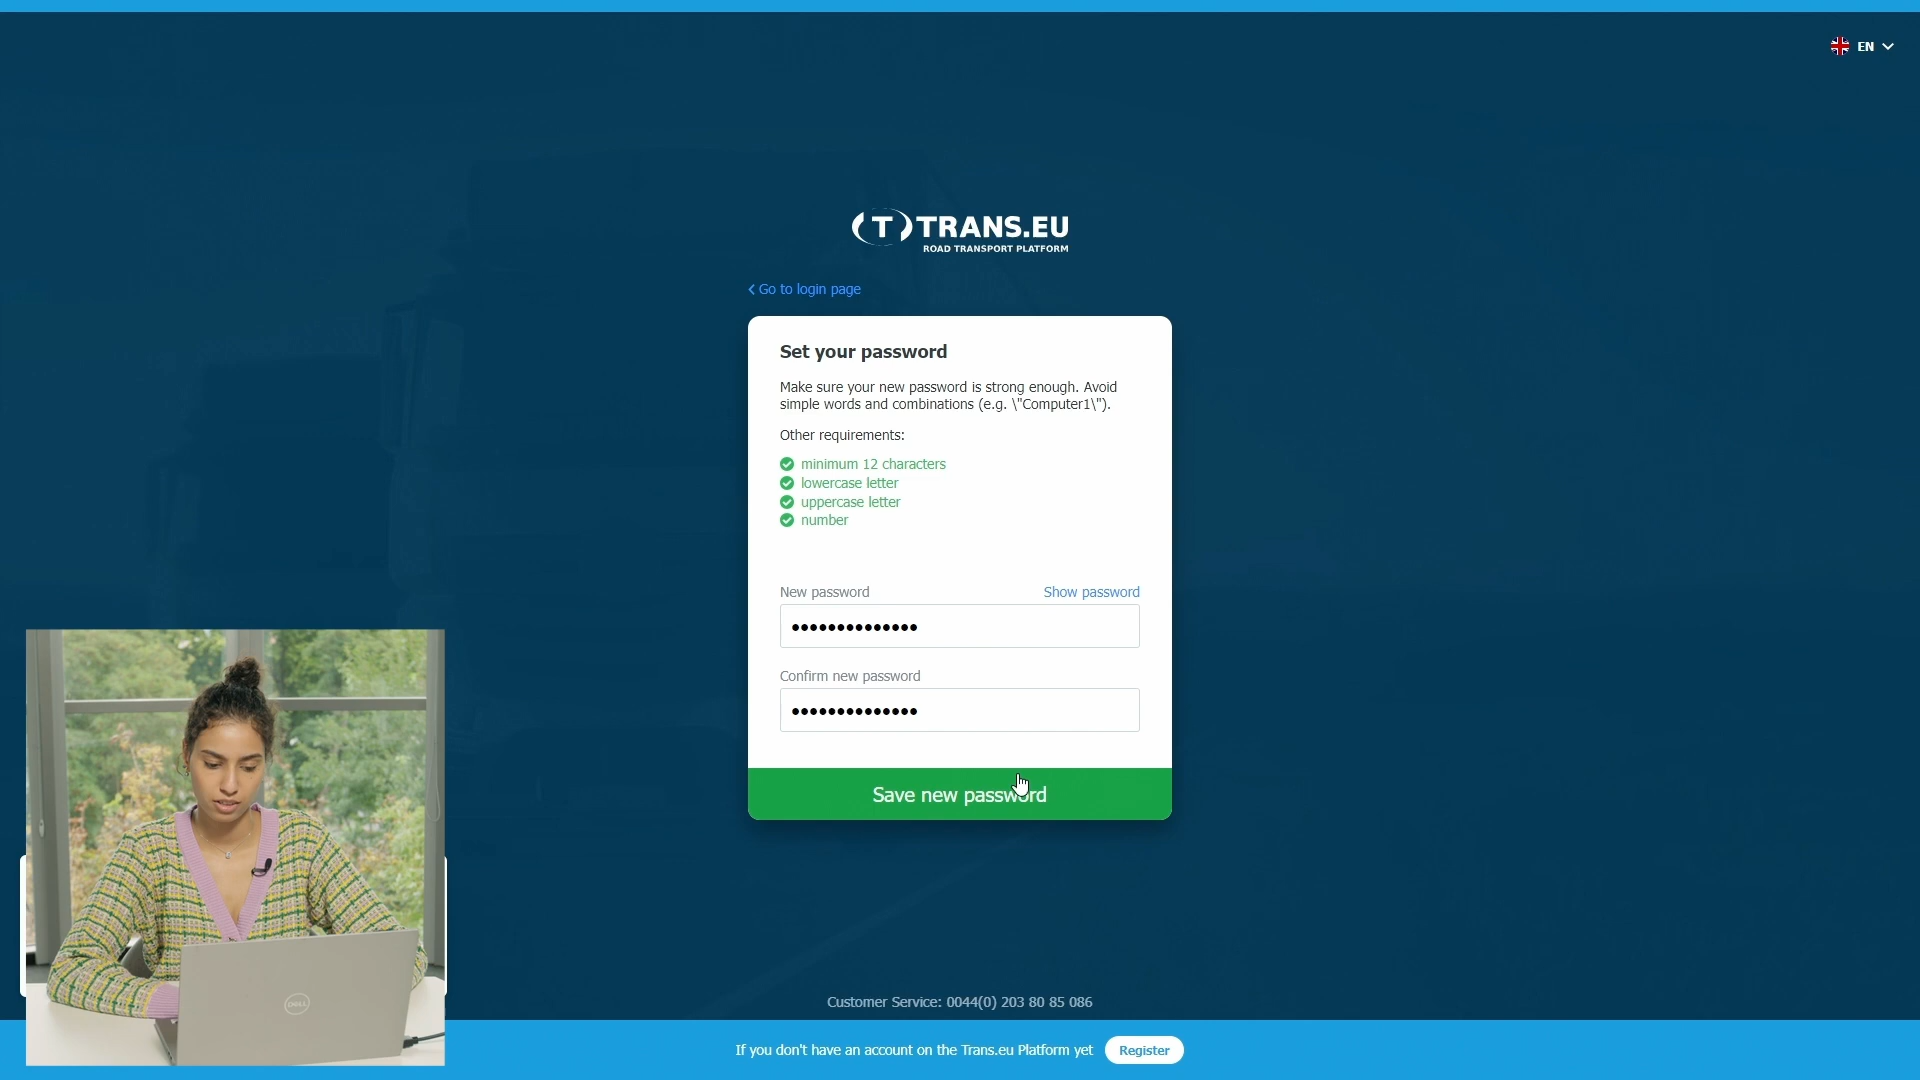 EN
T TRANS.EU
ROAD TRANSPORT PLATFORM
Go to login page
Set your password
Make sure your new password is strong enough. Avoid
simple words and combinations (e.g. \"Computer1\").
Other requirements:
minimum 12 characters
lowercase letter
uppercase letter
number
New password
Show password
Confirm new password
Save new password
DELL
Customer Service: 0044(0) 203 80 85 086
If you don't have an account on the Trans.eu Platform yet
Register